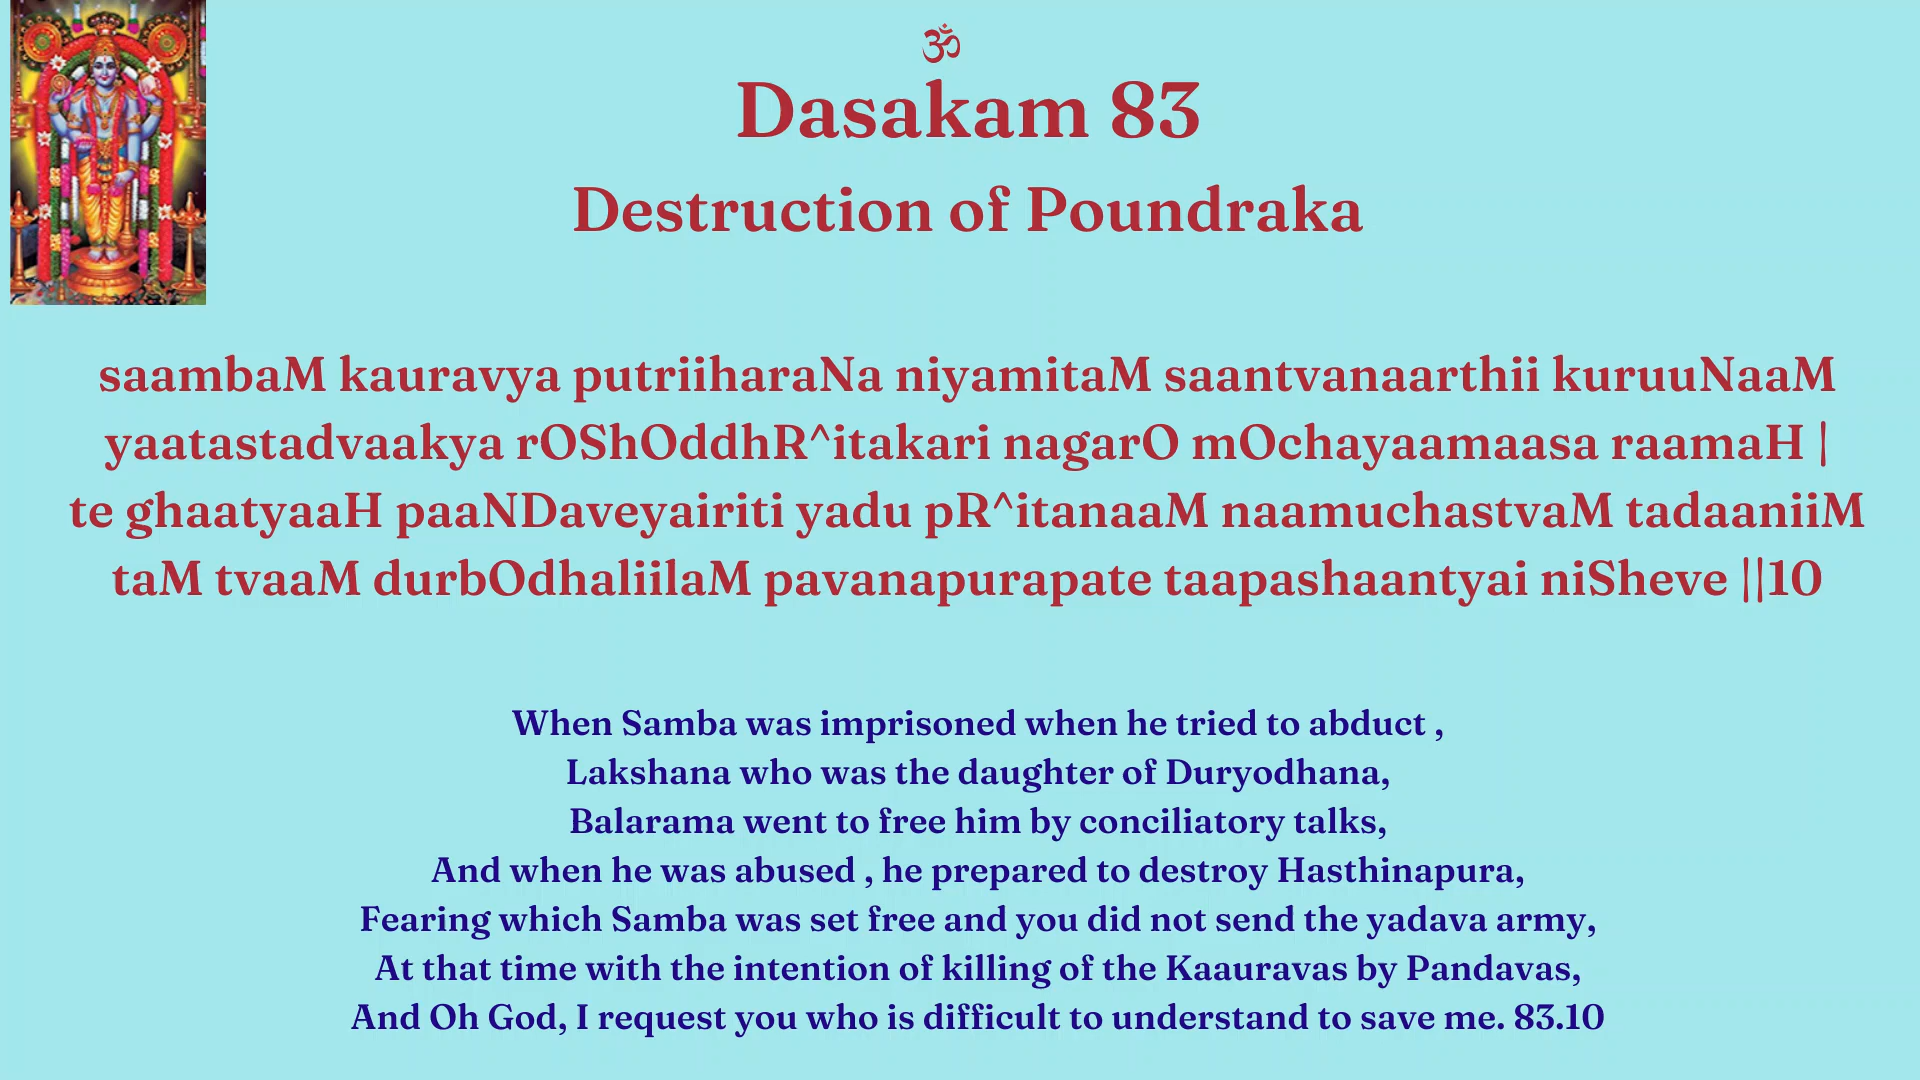 ॐ
Dasakam 83
Destruction of Poundraka
saambaM kauravya putriiharaNa niyamitaM saantvanaarthii kuruuNaaM
yaatastadvaakya rOShOddhR^itakari nagarO mOchayaamaasa raamaH |
te ghaatyaaH paaNDaveyairiti yadu pR^itanaaM naamuchastvaM tadaaniiM
taM tvaaM durbOdhaliilaM pavanapurapate taapashaantyai niSheve ||10
When Samba was imprisoned when he tried to abduct ,
Lakshana who was the daughter of Duryodhana,
Balarama went to free him by conciliatory talks,
And when he was abused , he prepared to destroy Hasthinapura,
Fearing which Samba was set free and you did not send the yadava army,
At that time with the intention of killing of the Kaauravas by Pandavas,
And Oh God, I request you who is difficult to understand to save me. 83.10